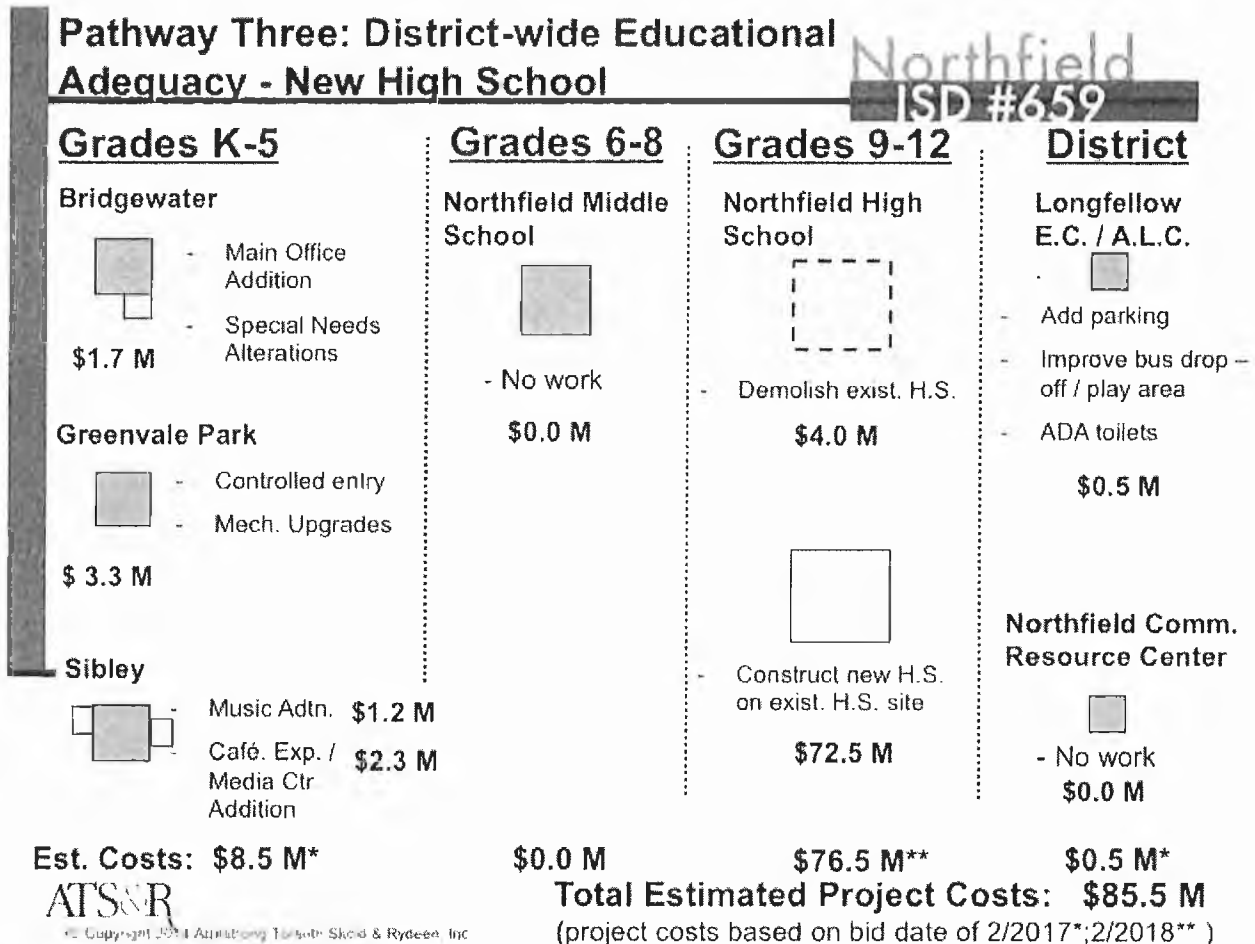 Pathway Three: District-wide Educational
Adequacy - New High School
Northfield
ISD #659
Grades K-5
Bridgewater
- Main Office
Addition
- Special Needs
Alterations
$1.7 M
Greenvale Park
- Controlled entry
- Mech. Upgrades
$ 3.3 M
Sibley
- Music Adtn. $1.2 M
- Café. Exp. / $2.3 M
Media Ctr
Addition
Grades 6-8
Northfield Middle
School
- No work
$0.0 M
Grades 9-12
Northfield High
School
- Demolish exist. H.S.
$4.0 M
- Construct new H.S.
on exist. H.S. site
$72.5 M
District
Longfellow
E.C. / A.L.C.
-
- Add parking
- Improve bus drop –
off / play area
- ADA toilets
$0.5 M
Northfield Comm.
Resource Center
- No work
$0.0 M
Est. Costs: $8.5 M* $0.0 M $76.5 M** $0.5 M*
ATS&R
Total Estimated Project Costs: $85.5 M
© Copyright & Rydeen, Inc
(project costs based on bid date of 2/2017*;2/2018** )